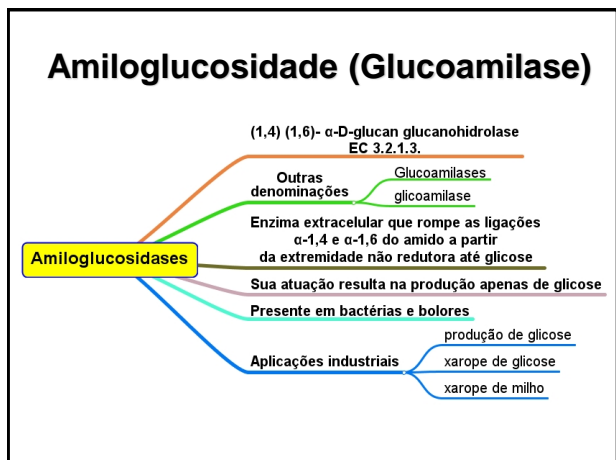 Amiloglucosidade (Glucoamilase)
(1,4) (1,6)- α-D-glucan glucanohidrolase
EC 3.2.1.3.
Outras
denominações
Glucoamilases
glicoamilase
Enzima extracelular que rompe as ligações
α-1,4 e α-1,6 do amido a partir
da extremidade não redutora até glicose
Amiloglucosidases
Sua atuação resulta na produção apenas de glicose
Presente em bactérias e bolores
Aplicações industriais
produção de glicose
xarope de glicose
xarope de milho